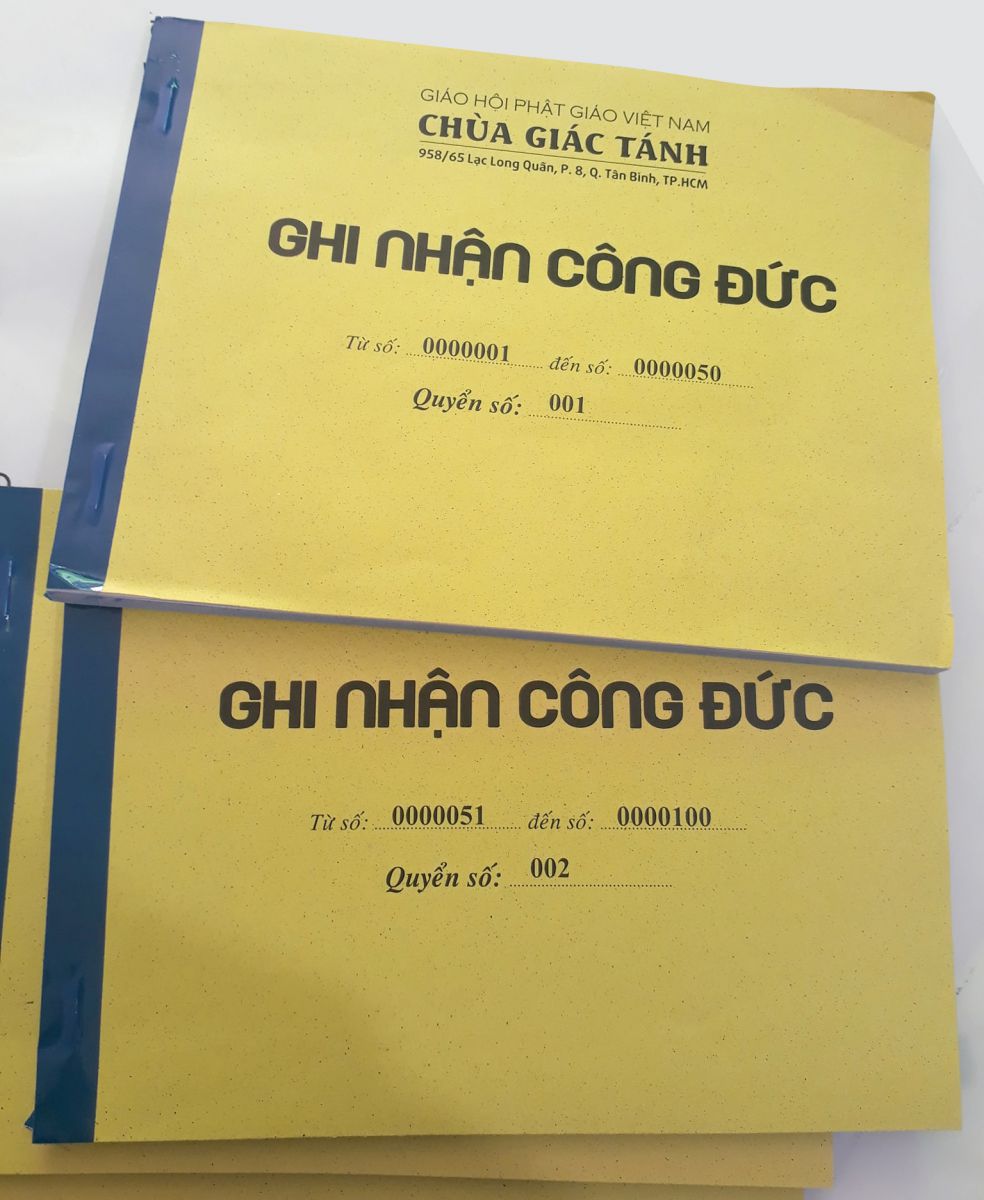 GIÁO HỘI PHẬT GIÁO VIỆT NAM
CHÙA GIÁC TÁNH
958/65 Lạc Long Quân, P. 8, Q. Tân Bình, TP.HCM
GHI NHẬN CÔNG ĐỨC
Từ số: 0000001 đến số: 0000050
Quyển số: 001
GHI NHẬN CÔNG ĐỨC
Từ số: 0000051 đến số: 0000100
Quyển số: 002